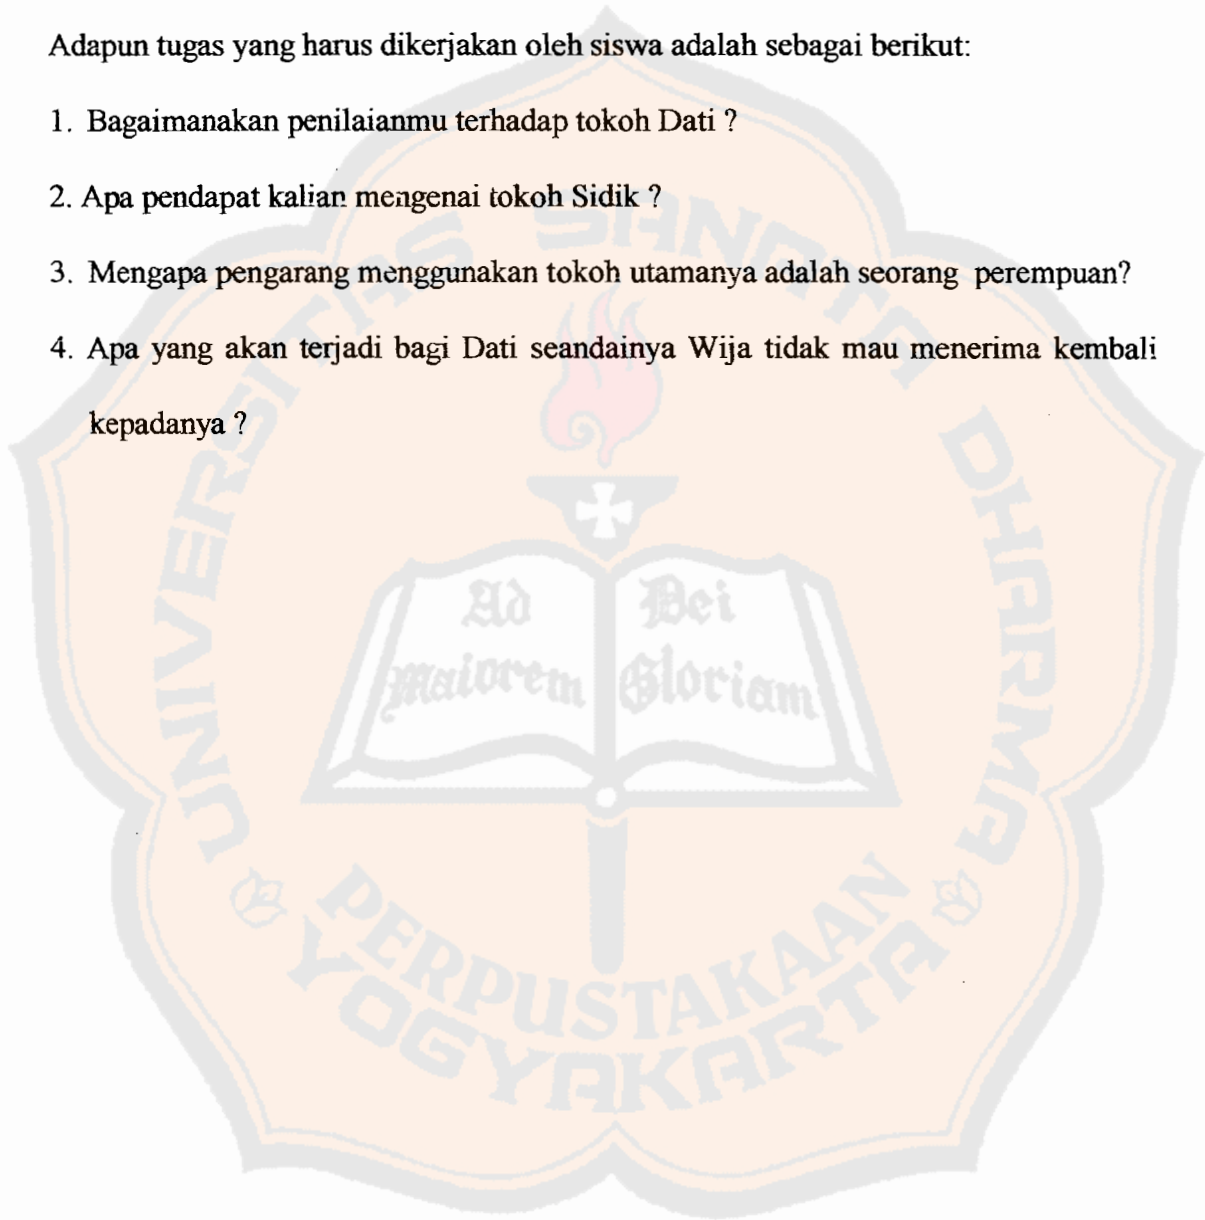 Adapun tugas yang harus dikerjakan oleh siswa adalah sebagai berikut:
1. Bagaimanakan penilaianmu terhadap tokoh Dati ?
2. Apa pendapat kalian mengenai tokoh Sidik ?
3. Mengapa pengarang menggunakan tokoh utamanya adalah seorang perempuan?
4. Apa yang akan terjadi bagi Dati seandainya Wija tidak mau menerima kembali
kepadanya ?
UNIVERSITAS SANATA DHARMA
Ad Dei
maiorem Gloriam
PERPUSTAKAAN
YOGYAKARTA